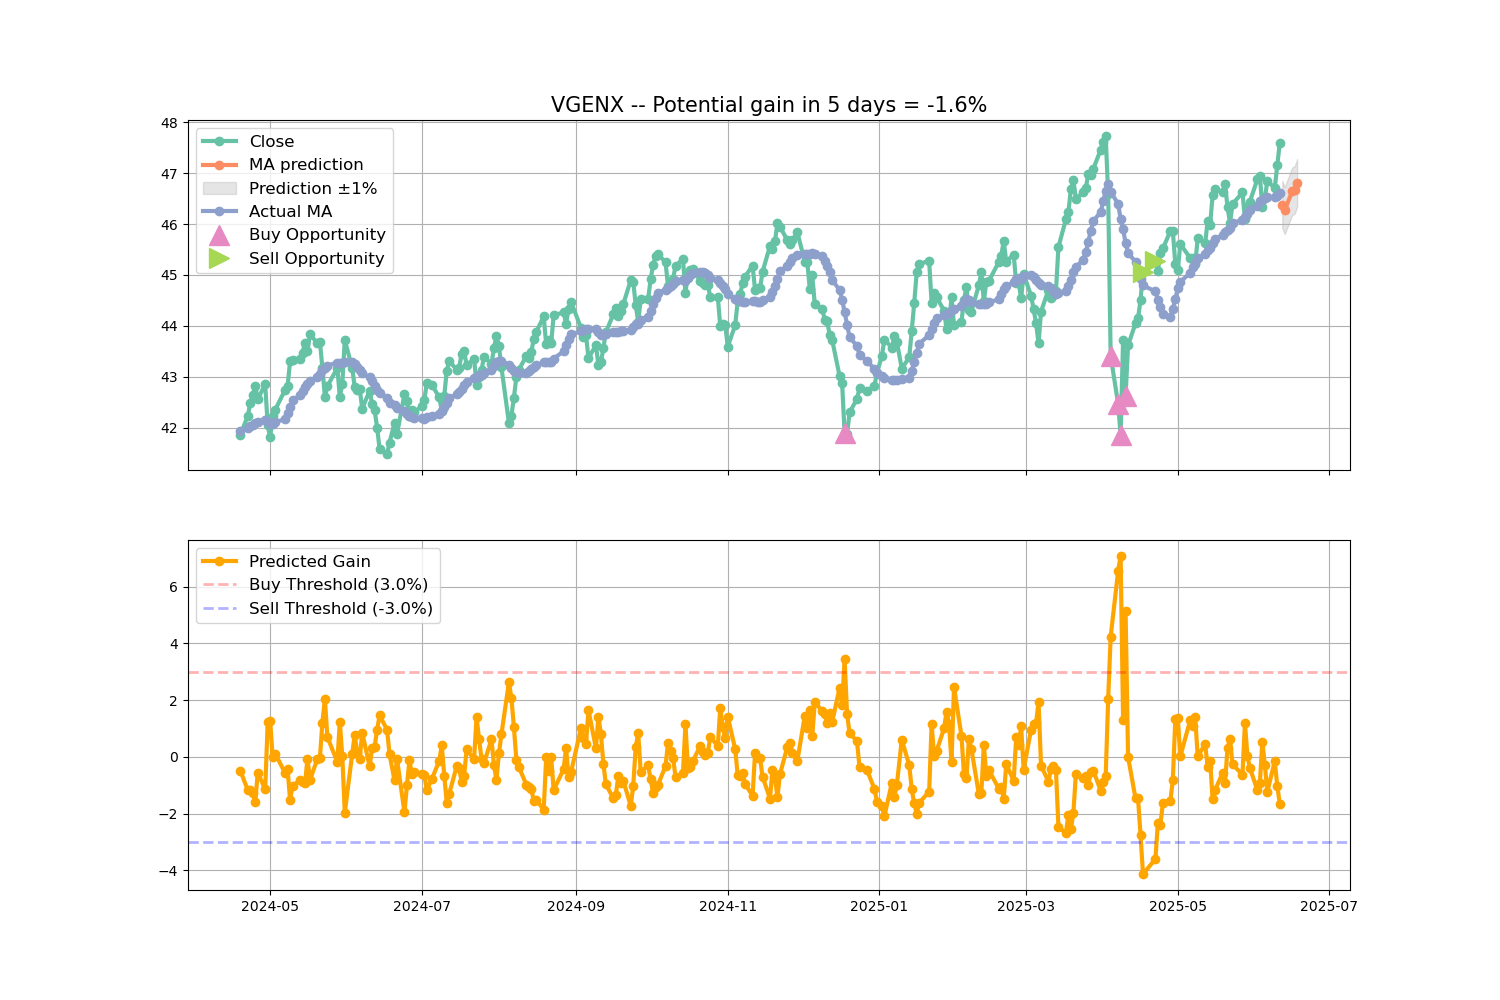 VGENX -- Potential gain in 5 days = -1.6%
48
47
46
45
44
43
42
Close
MA prediction
Prediction ±1%
Actual MA
Buy Opportunity
Sell Opportunity
6
4
2
0
−2
−4
Predicted Gain
Buy Threshold (3.0%)
Sell Threshold (-3.0%)
2024-05 2024-07 2024-09 2024-11 2025-01 2025-03 2025-05 2025-07